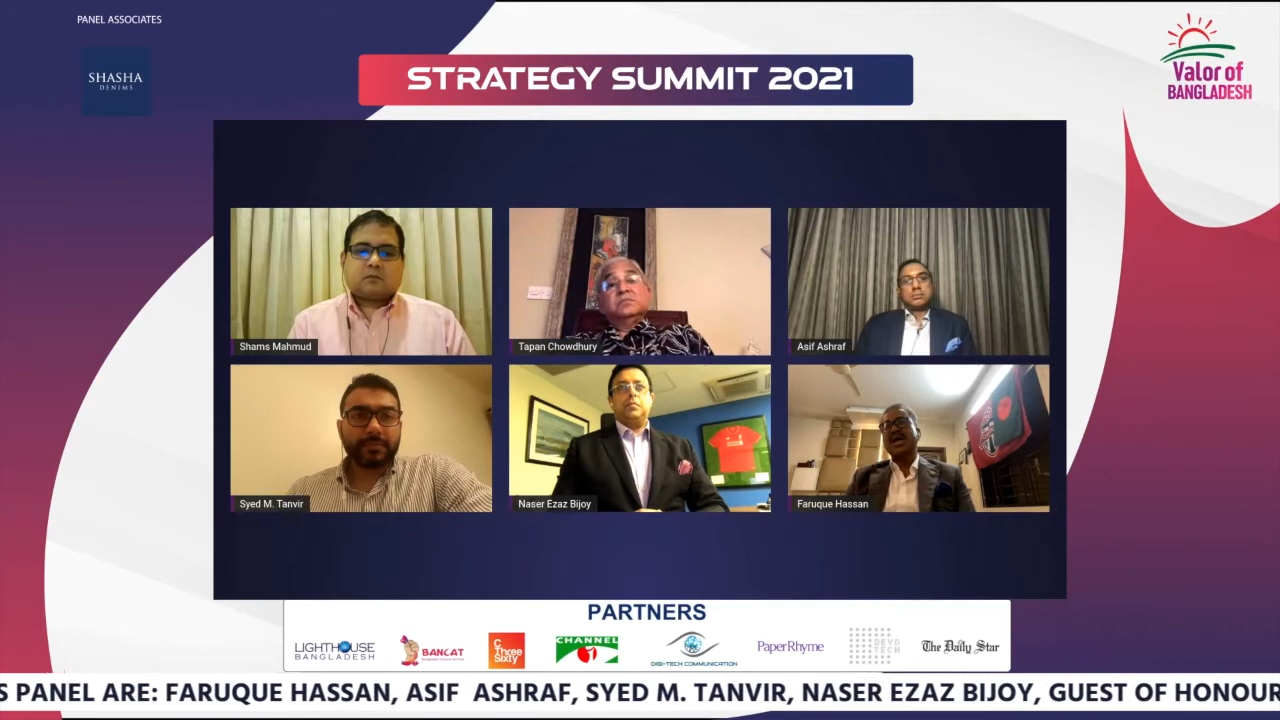 PANEL ASSOCIATES
SHASHA
DENIMS
STRATEGY SUMMIT 2021
Valor of
BANGLADESH
Shams Mahmud
Tapan Chowdhury
Asif Ashraf
Syed M. Tanvir
Naser Ezaz Bijoy
Faruque Hassan
PARTNERS
LIGHTHOUSE
BANGLADESH
BANCAT
C
Three
Sixty
CHANNEL
DIGI-TECH COMMUNICATION
PaperRhyme
DEVO
TECH
The Daily Star
S PANEL ARE: FARUQUE HASSAN, ASIF ASHRAF, SYED M. TANVIR, NASER EZAZ BIJOY, GUEST OF HONOUR